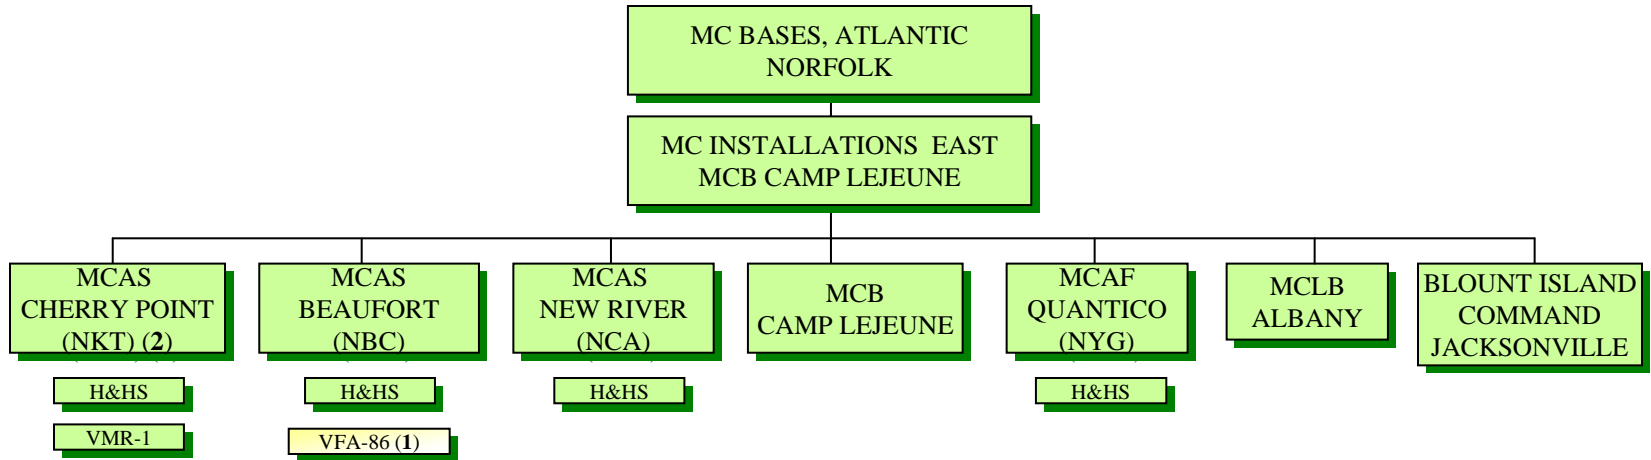 MC BASES, ATLANTIC
NORFOLK
MC INSTALLATIONS  EAST
MCB CAMP LEJEUNE
MCAS
CHERRY POINT
(NKT) (2)
H&HS
VMR-1
MCAS
BEAUFORT
(NBC)
H&HS
VFA-86 (1)
MCAS
NEW RIVER
(NCA)
H&HS
MCB
CAMP LEJEUNE
MCAF
QUANTICO
(NYG)
H&HS
MCLB
ALBANY
BLOUNT ISLAND
COMMAND
JACKSONVILLE